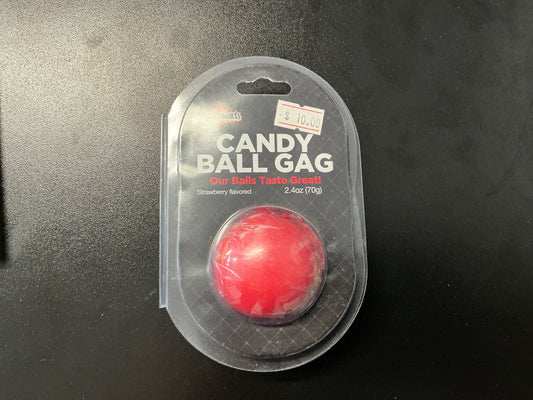 $ 10.00
CANDY
BALL GAG
Our Balls Taste Great!
Strawberry flavored 2.4oz (70g)